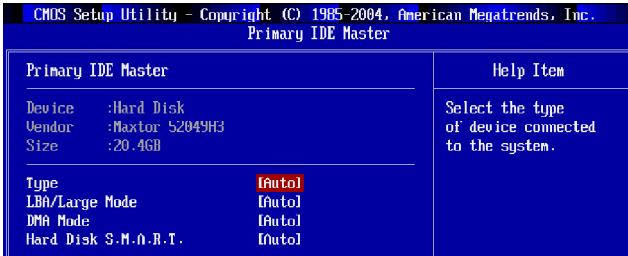 CMOS Setup Utility - Copyright (C) 1985-2004, American Megatrends, Inc.
Primary IDE Master
Primary IDE Master
Help Item
Device :Hard Disk
Vendor :Maxtor 52049H3
Size :20.4GB
Select the type
of device connected
to the system.
Type [Auto]
LBA/Large Mode [Auto]
DMA Mode [Auto]
Hard Disk S.M.A.R.T. [Auto]